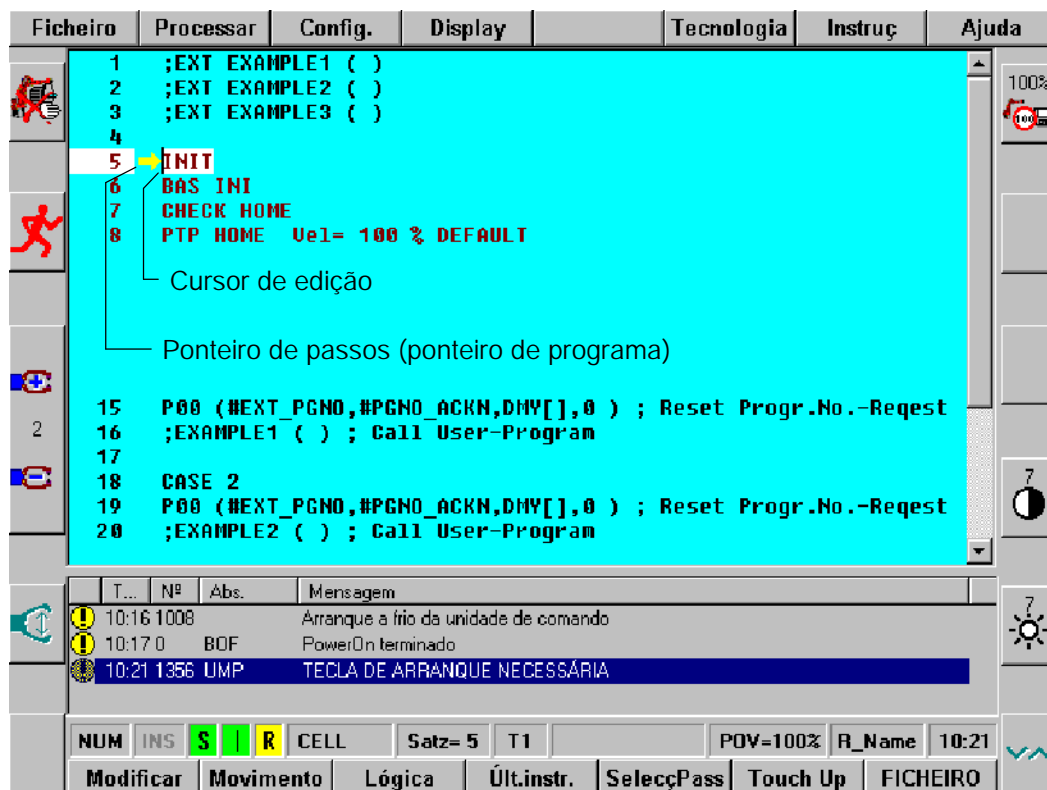 Ficheiro Processar Config. Display Tecnologia Instruç Ajuda
1 ;EXT EXAMPLE1 ( )
2 ;EXT EXAMPLE2 ( )
3 ;EXT EXAMPLE3 ( )
4
5 INIT
6 BAS INI
7 CHECK HOME
8 PTP HOME Vel= 100 % DEFAULT
Cursor de edição
Ponteiro de passos (ponteiro de programa)
15 P00 (#EXT_PGNO,#PGNO_ACKN,DMY[],0 ) ; Reset Progr.No.-Reqest
16 ;EXAMPLE1 ( ) ; Call User-Program
17
18 CASE 2
19 P00 (#EXT_PGNO,#PGNO_ACKN,DMY[],0 ) ; Reset Progr.No.-Reqest
20 ;EXAMPLE2 ( ) ; Call User-Program
100%
100
2
7
7
T... Nº Abs. Mensagem
10:16 1008 Arranque a frio da unidade de comando
10:17 0 BOF PowerOn terminado
10:21 1356 UMP TECLA DE ARRANQUE NECESSÁRIA
NUM INS S I R CELL Satz= 5 T1 POV=100% R_Name 10:21
Modificar Movimento Lógica Últ.instr. SelecçPass Touch Up FICHEIRO